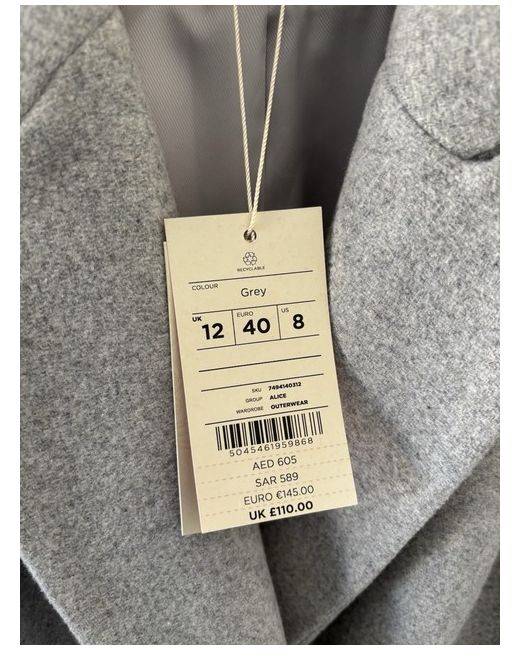 RECYCLABLE
COLOUR Grey
UK 12 EURO 40 US 8
SKU 7494140312
GROUP ALICE
WARDROBE OUTERWEAR
5045461959868
AED 605
SAR 589
EURO €145.00
UK £110.00